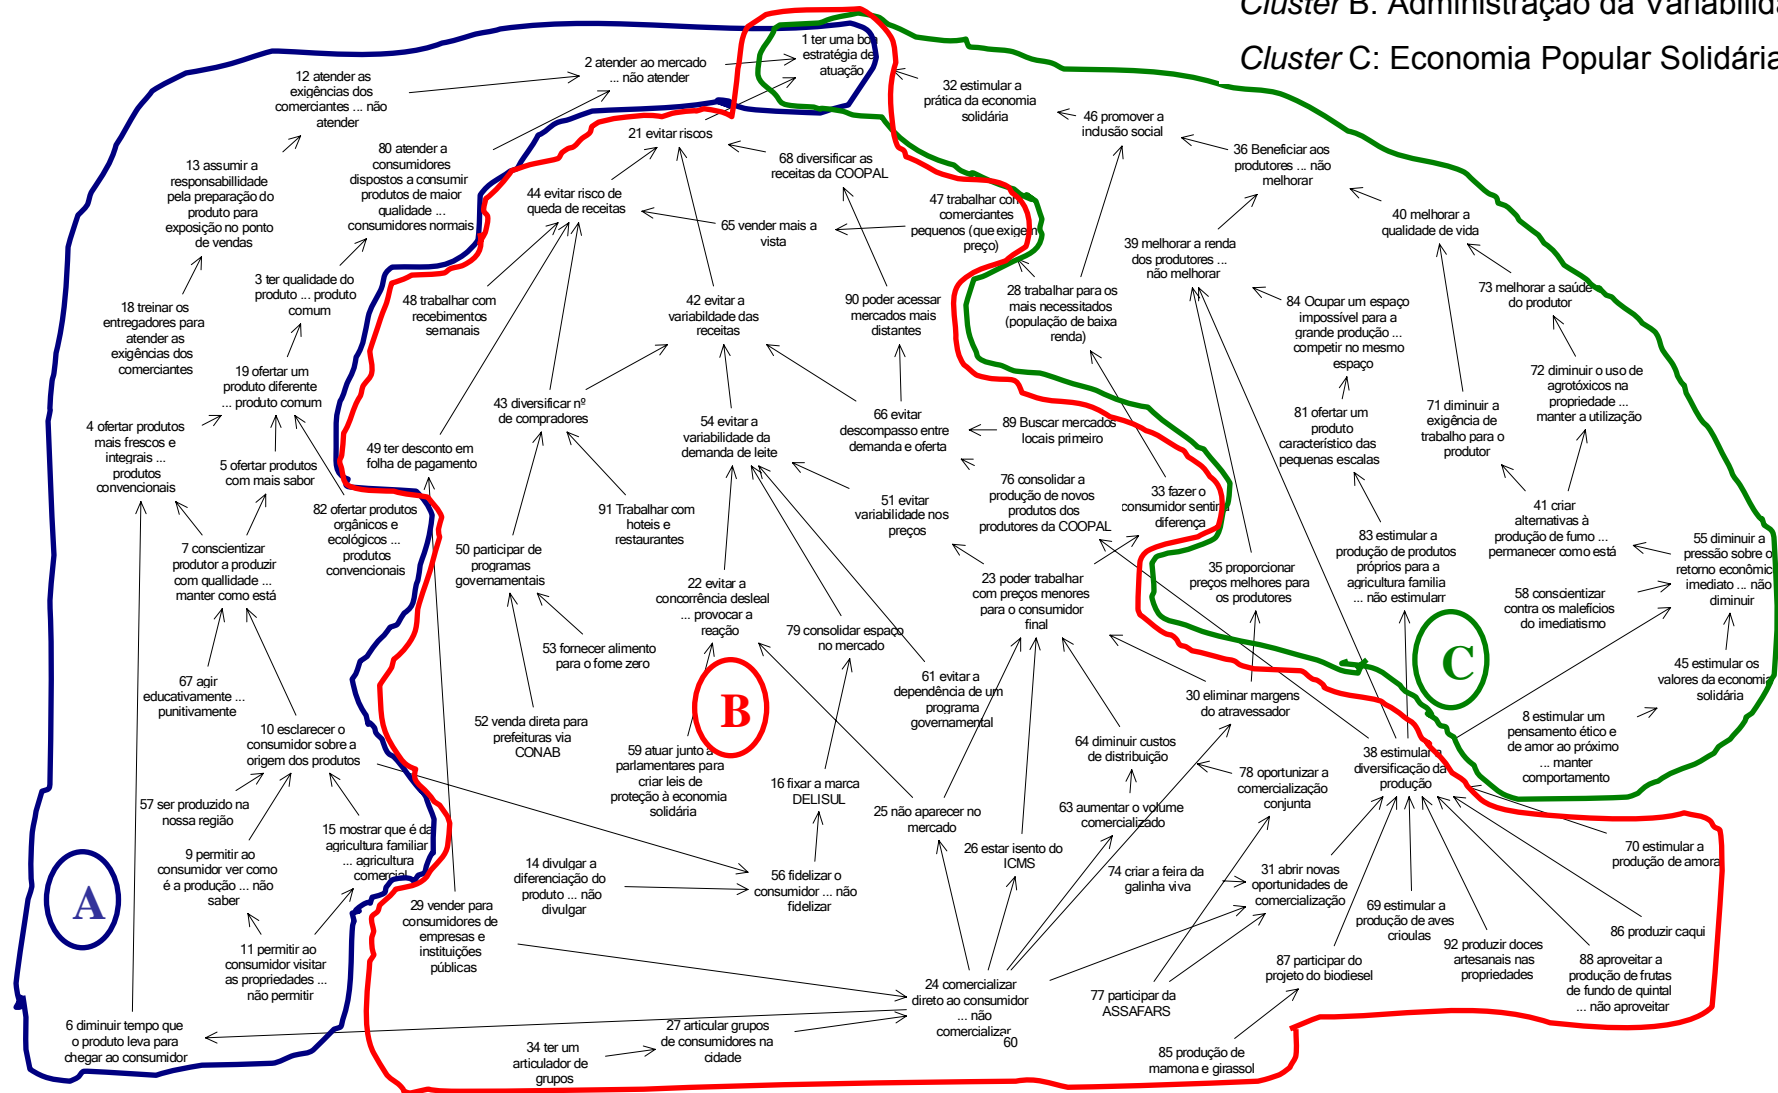 Cluster B: Administração da Variabilida
Cluster C: Economia Popular Solidária
1 ter uma boa
estratégia de
atuação
2 atender ao mercado
... não atender
12 atender as
exigências dos
comerciantes ... não
atender
32 estimular a
prática da economia
solidária
46 promover a
inclusão social
21 evitar riscos
80 atender a
consumidores
dispostos a consumir
produtos de maior
qualidade ...
consumidores normais
13 assumir a
responsabillidade
pela preparação do
produto para
exposição no ponto
de vendas
68 diversificar as
receitas da COOPAL
36 Beneficiar aos
produtores ... não
melhorar
44 evitar risco de
queda de receitas
47 trabalhar com
comerciantes
pequenos (que exigem
preço)
65 vender mais a
vista
40 melhorar a
qualidade de vida
39 melhorar a renda
dos produtores ...
não melhorar
3 ter qualidade do
produto ... produto
comum
18 treinar os
entregadores para
atender as
exigências dos
comerciantes
48 trabalhar com
recebimentos
semanais
42 evitar a
variabildade das
receitas
90 poder acessar
mercados mais
distantes
28 trabalhar para os
mais necessitados
(população de baixa
renda)
84 Ocupar um espaço
impossível para a
grande produção ...
competir no mesmo
espaço
73 melhorar a saúde
do produtor
19 ofertar um
produto diferente
... produto comum
72 diminuir o uso de
agrotóxicos na
propriedade ...
manter a utilização
4 ofertar produtos
mais frescos e
integrais ...
produtos
convencionais
43 diversificar nº
de compradores
54 evitar a
variabilidade da
demanda de leite
66 evitar
descompasso entre
demanda e oferta
89 Buscar mercados
locais primeiro
81 ofertar um
produto
característico das
pequenas escalas
71 diminuir a
exigência de
trabalho para o
produtor
49 ter desconto em
folha de pagamento
5 ofertar produtos
com mais sabor
82 ofertar produtos
orgânicos e
ecológicos ...
produtos
convencionais
91 Trabalhar com
hoteis e
restaurantes
51 evitar
variabilidade nos
preços
76 consolidar a
produção de novos
produtos dos
produtores da COOPAL
33 fazer o
consumidor sentir a
diferença
41 criar
alternativas à
produção de fumo ...
permanecer como está
7 conscientizar
produtor a produzir
com quallidade ...
manter como está
50 participar de
programas
governamentais
22 evitar a
concorrência desleal
... provocar a
reação
23 poder trabalhar
com preços menores
para o consumidor
final
35 proporcionar
preços melhores para
os produtores
83 estimular a
produção de produtos
próprios para a
agricultura familia
... não estimularr
55 diminuir a
pressão sobre o
retorno econômic
imediato ... não
diminuir
58 conscientizar
contra os malefícios
do imediatismo
53 fornecer alimento
para o fome zero
79 consolidar espaço
no mercado
61 evitar a
dependência de um
programa
governamental
C
45 estimular os
valores da economia
solidária
67 agir
educativamente ...
punitivamente
B
30 eliminar margens
do atravessador
8 estimular um
pensamento ético e
de amor ao próximo
... manter
comportamento
10 esclarecer o
consumidor sobre a
origem dos produtos
52 venda direta para
prefeituras via
CONAB
59 atuar junto a
parlamentares para
criar leis de
proteção à economia
solidária
64 diminuir custos
de distribuição
38 estimular a
diversificação da
produção
16 fixar a marca
DELISUL
78 oportunizar a
comercialização
conjunta
57 ser produzido na
nossa região
15 mostrar que é da
agricultura familiar
... agricultura
comercial
25 não aparecer no
mercado
63 aumentar o volume
comercializado
9 permitir ao
consumidor ver como
é a produção ... não
saber
14 divulgar a
diferenciação do
produto ... não
divulgar
56 fidelizar o
consumidor ... não
fidelizar
26 estar isento do
ICMS
74 criar a feira da
galinha viva
31 abrir novas
oportunidades de
comercialização
70 estimular a
produção de amora
A
29 vender para
consumidores de
empresas e
instituições
públicas
69 estimular a
produção de aves
crioulas
86 produzir caqui
11 permitir ao
consumidor visitar
as propriedades ...
não permitir
92 produzir doces
artesanais nas
propriedades
87 participar do
projeto do biodiesel
88 aproveitar a
produção de frutas
de fundo de quintal
... não aproveitar
24 comercializar
direto ao consumidor
... não
comercializar
60
77 participar da
ASSAFARS
6 diminuir tempo que
o produto leva para
chegar ao consumidor
27 articular grupos
de consumidores na
cidade
34 ter um
articulador de
grupos
85 produção de
mamona e girassol